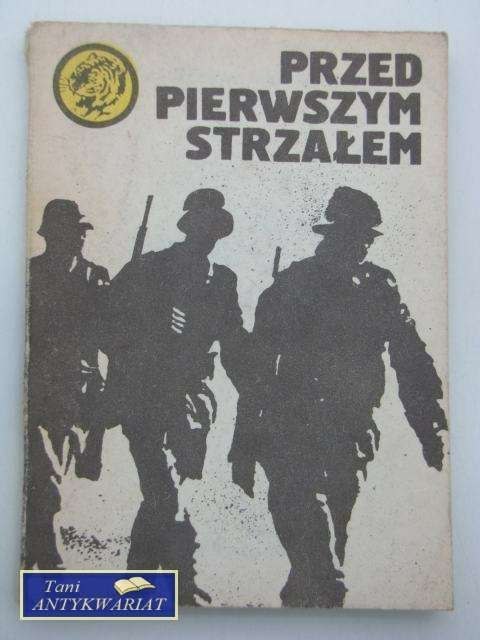 PRZED
PIERWSZYM
STRZAŁEM
Tani
ANTYKWARIAT